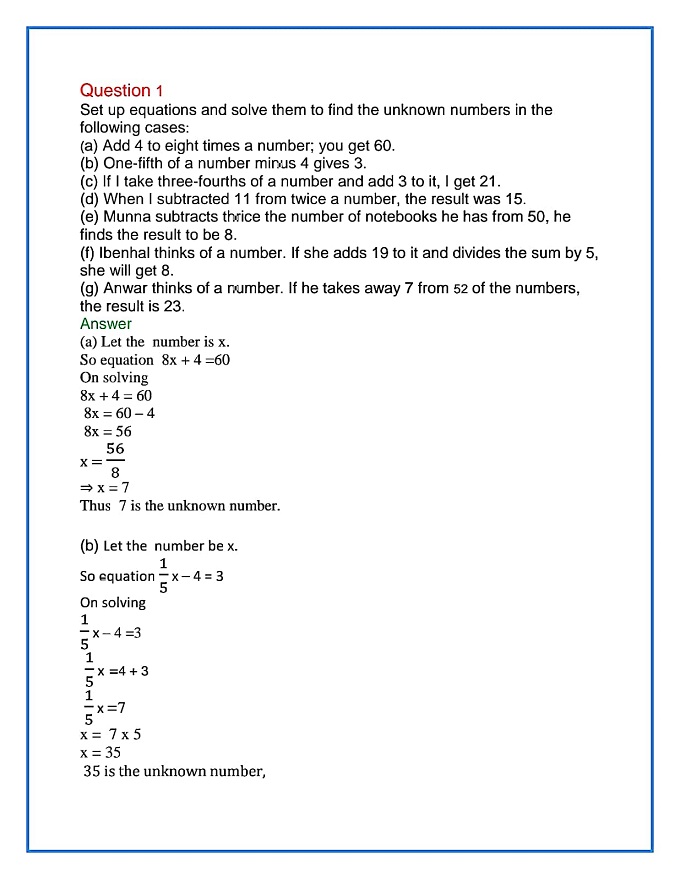 Question 1
Set up equations and solve them to find the unknown numbers in the
following cases:
(a) Add 4 to eight times a number; you get 60.
(b) One-fifth of a number minus 4 gives 3.
(c) If I take three-fourths of a number and add 3 to it, I get 21.
(d) When I subtracted 11 from twice a number, the result was 15.
(e) Munna subtracts thrice the number of notebooks he has from 50, he
finds the result to be 8.
(f) Ibenhal thinks of a number. If she adds 19 to it and divides the sum by 5,
she will get 8.
(g) Anwar thinks of a number. If he takes away 7 from 52 of the numbers,
the result is 23.
Answer
(a) Let the number is x.
So equation 8x + 4 =60
On solving
8x + 4 = 60
8x = 60 – 4
8x = 56
x = 56/8
⇒ x = 7
Thus 7 is the unknown number.
(b) Let the number be x.
So equation 1/5 x – 4 = 3
On solving
1/5 x – 4 =3
1/5 x =4 + 3
1/5 x =7
x = 7 x 5
x = 35
35 is the unknown number,